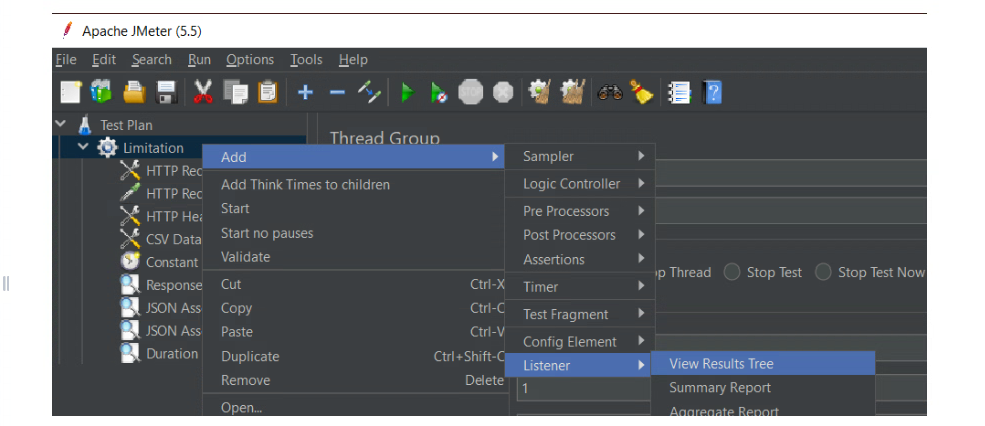 Apache JMeter (5.5)
File Edit Search Run Options Tools Help
STOP
Test Plan
Thread Group
Limitation
HTTP Req
HTTP Rec
HTTP Hea
CSV Data
Constant
Response
JSON Ass
JSON Ass
Duration
Add
Add Think Times to children
Start
Start no pauses
Validate
Cut Ctrl-X
Copy Ctrl-C
Paste Ctrl-V
Duplicate Ctrl+Shift-C
Remove Delete
Open...
Sampler
Logic Controller
Pre Processors
Post Processors
Assertions
Timer
Test Fragment
Config Element
Listener
1
op Thread Stop Test Stop Test Now
View Results Tree
Summary Report
Aggregate Report